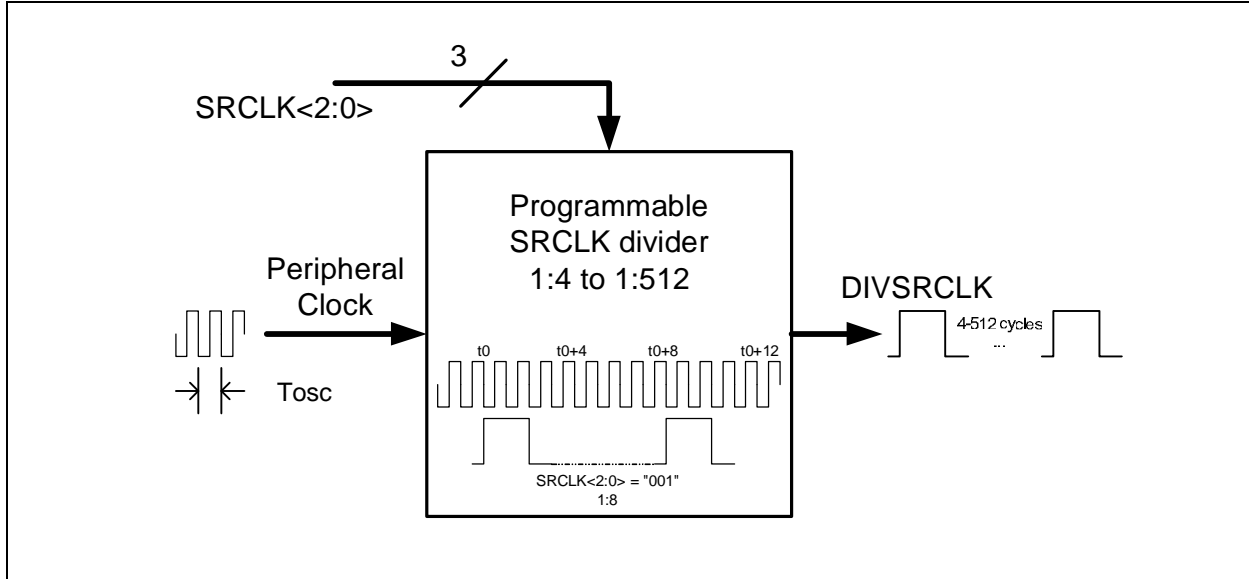 3
SRCLK<2:0>
Programmable
SRCLK divider
1:4 to 1:512
Peripheral
Clock
DIVSRCLK
4-512 cycles
...
t0 t0+4 t0+8 t0+12
Tosc
SRCLK<2:0> = "001"
1:8